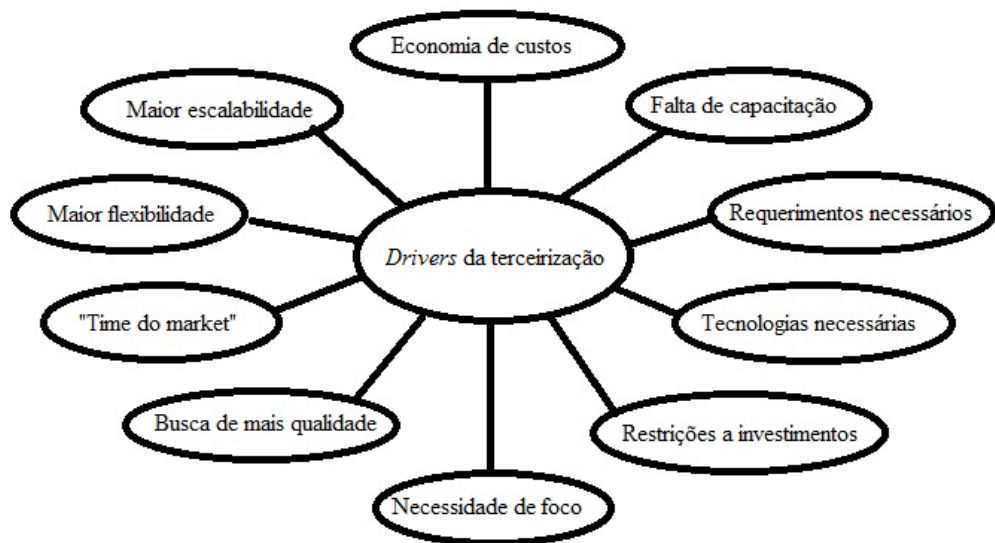 Economia de custos
Maior escalabilidade
Falta de capacitação
Maior flexibilidade
Requerimentos necessários
Drivers da terceirização
"Time do market"
Tecnologias necessárias
Busca de mais qualidade
Restrições a investimentos
Necessidade de foco